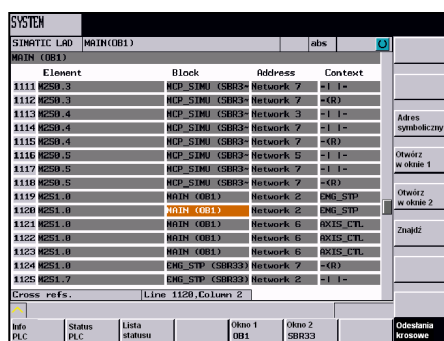 SYSTEM
SIMATIC LAD MAIN(OB1) abs
MAIN (OB1)
Element Block Address Context
1111 M250.3 MCP_SIMU (SBR3~ Network 7 -| |-
1112 M250.3 MCP_SIMU (SBR3~ Network 7 -(R)
1113 M250.4 MCP_SIMU (SBR3~ Network 3 -| |-
1114 M250.4 MCP_SIMU (SBR3~ Network 7 -| |-
1115 M250.4 MCP_SIMU (SBR3~ Network 7 -(R)
1116 M250.5 MCP_SIMU (SBR3~ Network 5 -| |-
1117 M250.5 MCP_SIMU (SBR3~ Network 7 -| |-
1118 M250.5 MCP_SIMU (SBR3~ Network 7 -(R)
1119 M251.0 MAIN (OB1) Network 2 EMG_STP
1120 M251.0 MAIN (OB1) Network 2 EMG_STP
1121 M251.0 MAIN (OB1) Network 6 AXIS_CTL
1122 M251.0 MAIN (OB1) Network 6 AXIS_CTL
1123 M251.0 MAIN (OB1) Network 6 AXIS_CTL
1124 M251.0 EMG_STP (SBR33) Network 7 -(R)
1125 M251.7 EMG_STP (SBR33) Network 2 -| |-
Cross refs. Line 1120,Column 2
Adres
symboliczny
Otwórz
w oknie 1
Otwórz
w oknie 2
Znajdź
Info
PLC
Status
PLC
Lista
statusu
Okno 1
OB1
Okno 2
SBR33
Odesłania
krosowe